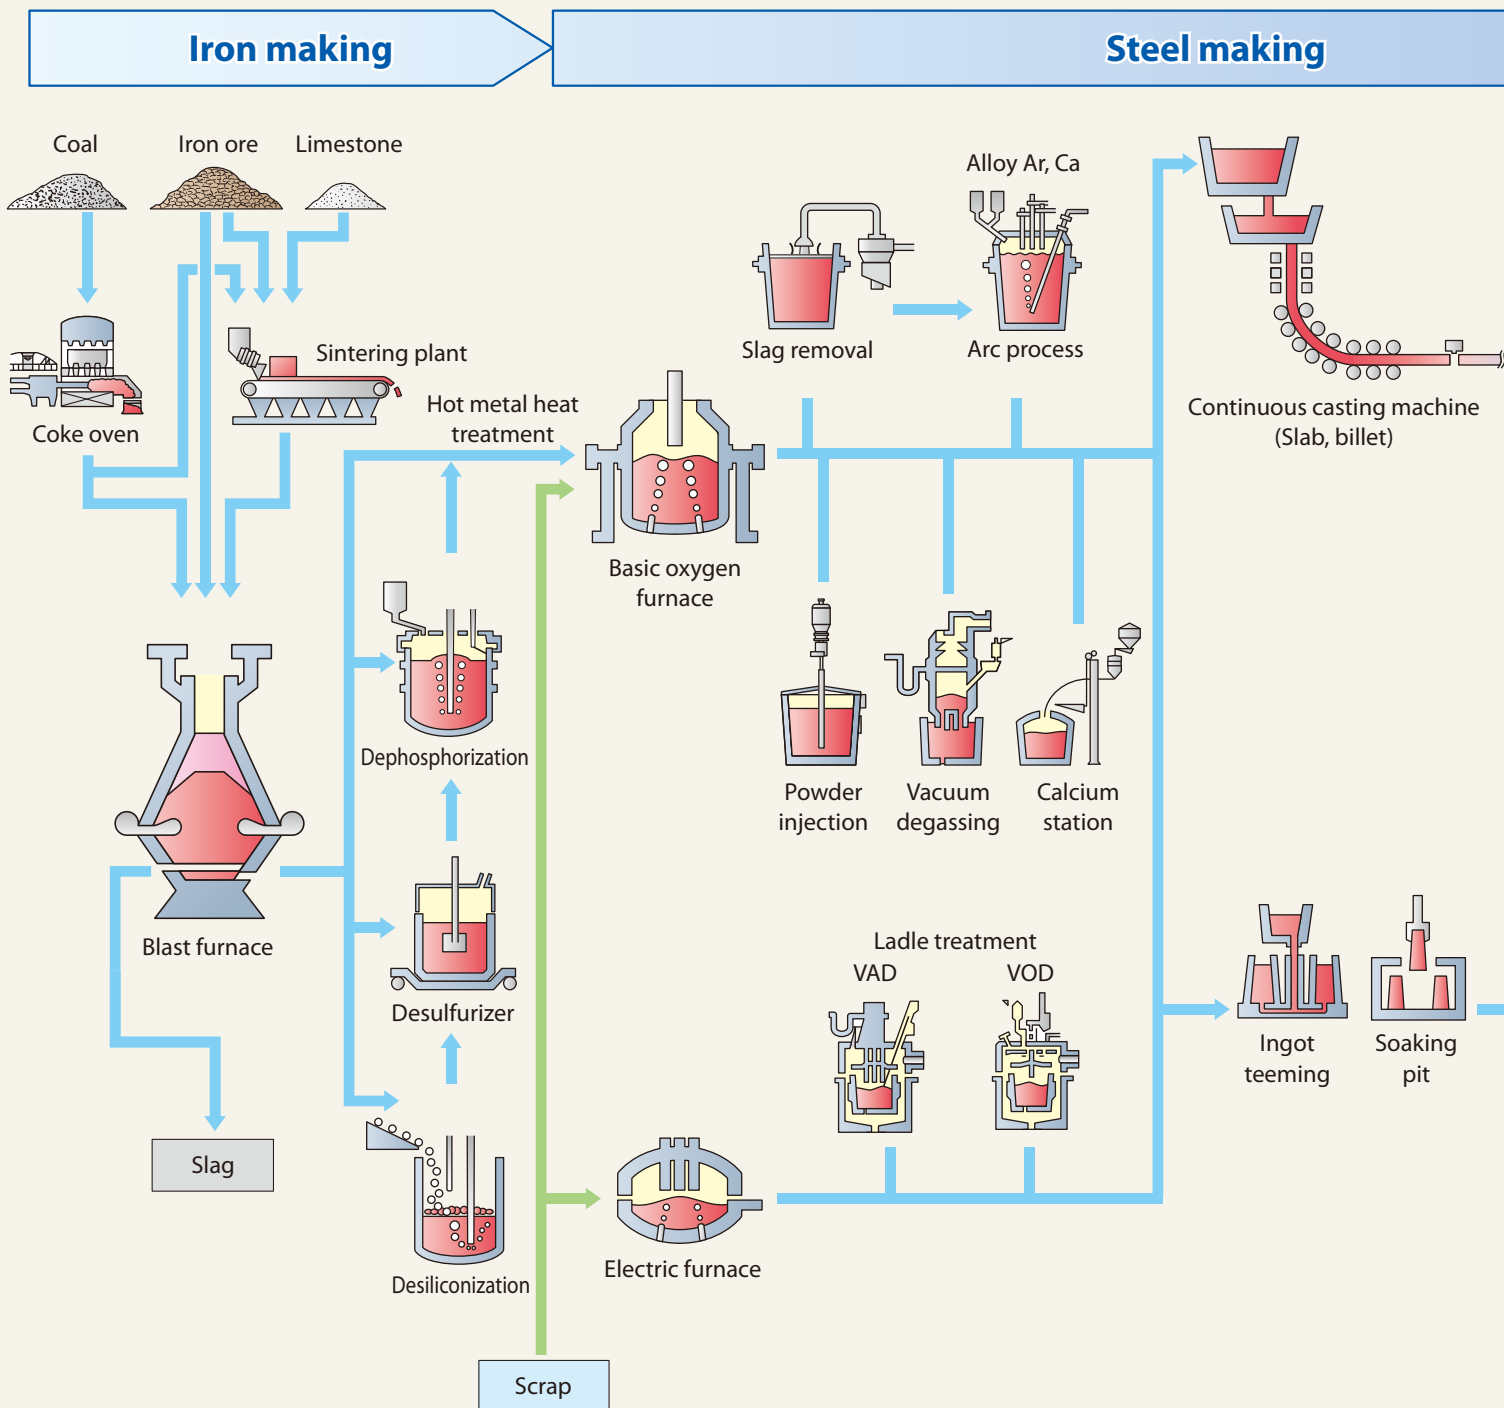 Iron making
Steel making
Coal
Iron ore
Limestone
Alloy Ar, Ca
Slag removal
Arc process
Sintering plant
Coke oven
Hot metal heat
treatment
Continuous casting machine
(Slab, billet)
Basic oxygen
furnace
Dephosphorization
Powder
injection
Vacuum
degassing
Calcium
station
Blast furnace
Desulfurizer
Ladle treatment
VAD
VOD
Ingot
teeming
Soaking
pit
Slag
Desiliconization
Electric furnace
Scrap